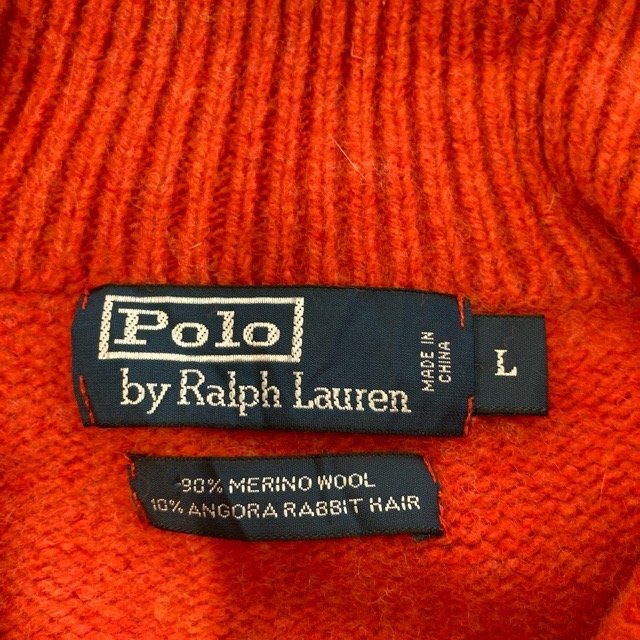 Polo
by Ralph Lauren
MADE IN
CHINA
L
90% MERINO WOOL
10% ANGORA RABBIT HAIR